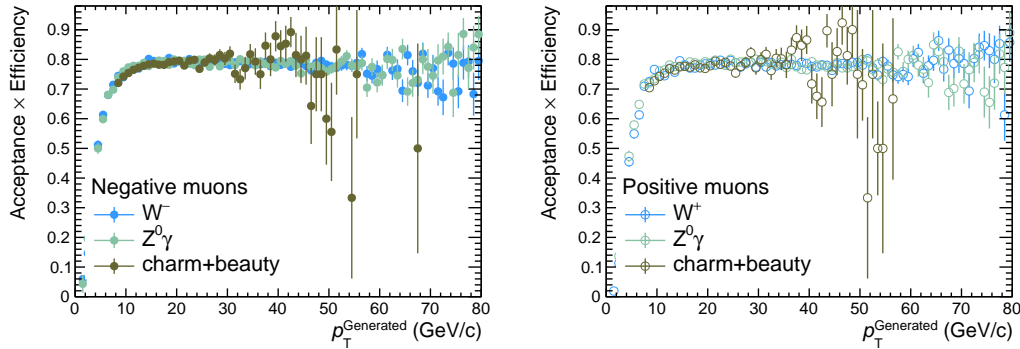 Acceptance × Efficiency
0.9
0.8
0.7
0.6
0.5
0.4
0.3
0.2
0.1
0
Negative muons
W⁻
Z⁰γ
charm+beauty
0 10 20 30 40 50 60 70 80
p_T^Generated (GeV/c)
Acceptance × Efficiency
0.9
0.8
0.7
0.6
0.5
0.4
0.3
0.2
0.1
0
Positive muons
W⁺
Z⁰γ
charm+beauty
0 10 20 30 40 50 60 70 80
p_T^Generated (GeV/c)